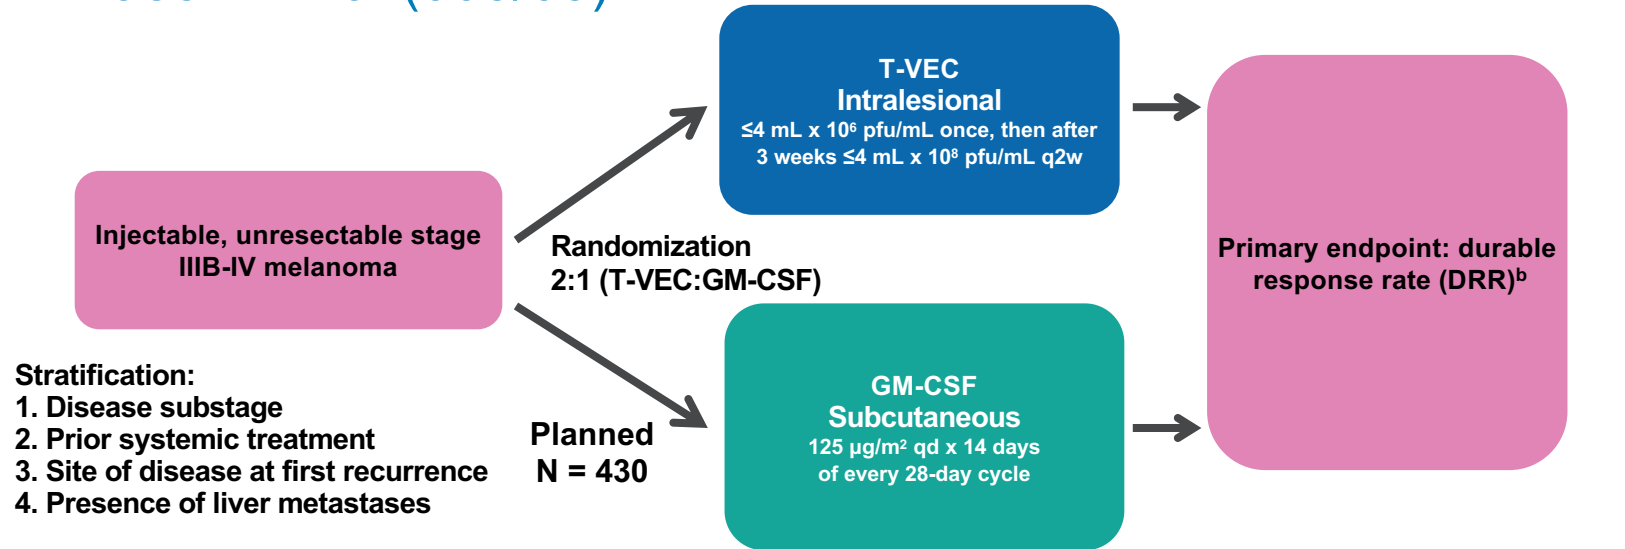 T-VEC
Intralesional
≤4 mL x 10⁶ pfu/mL once, then after
3 weeks ≤4 mL x 10⁸ pfu/mL q2w
Injectable, unresectable stage
IIIB-IV melanoma
Randomization
2:1 (T-VEC:GM-CSF)
Primary endpoint: durable
response rate (DRR)ᵇ
Stratification:
1. Disease substage
2. Prior systemic treatment
3. Site of disease at first recurrence
4. Presence of liver metastases
Planned
N = 430
GM-CSF
Subcutaneous
125 µg/m² qd x 14 days
of every 28-day cycle